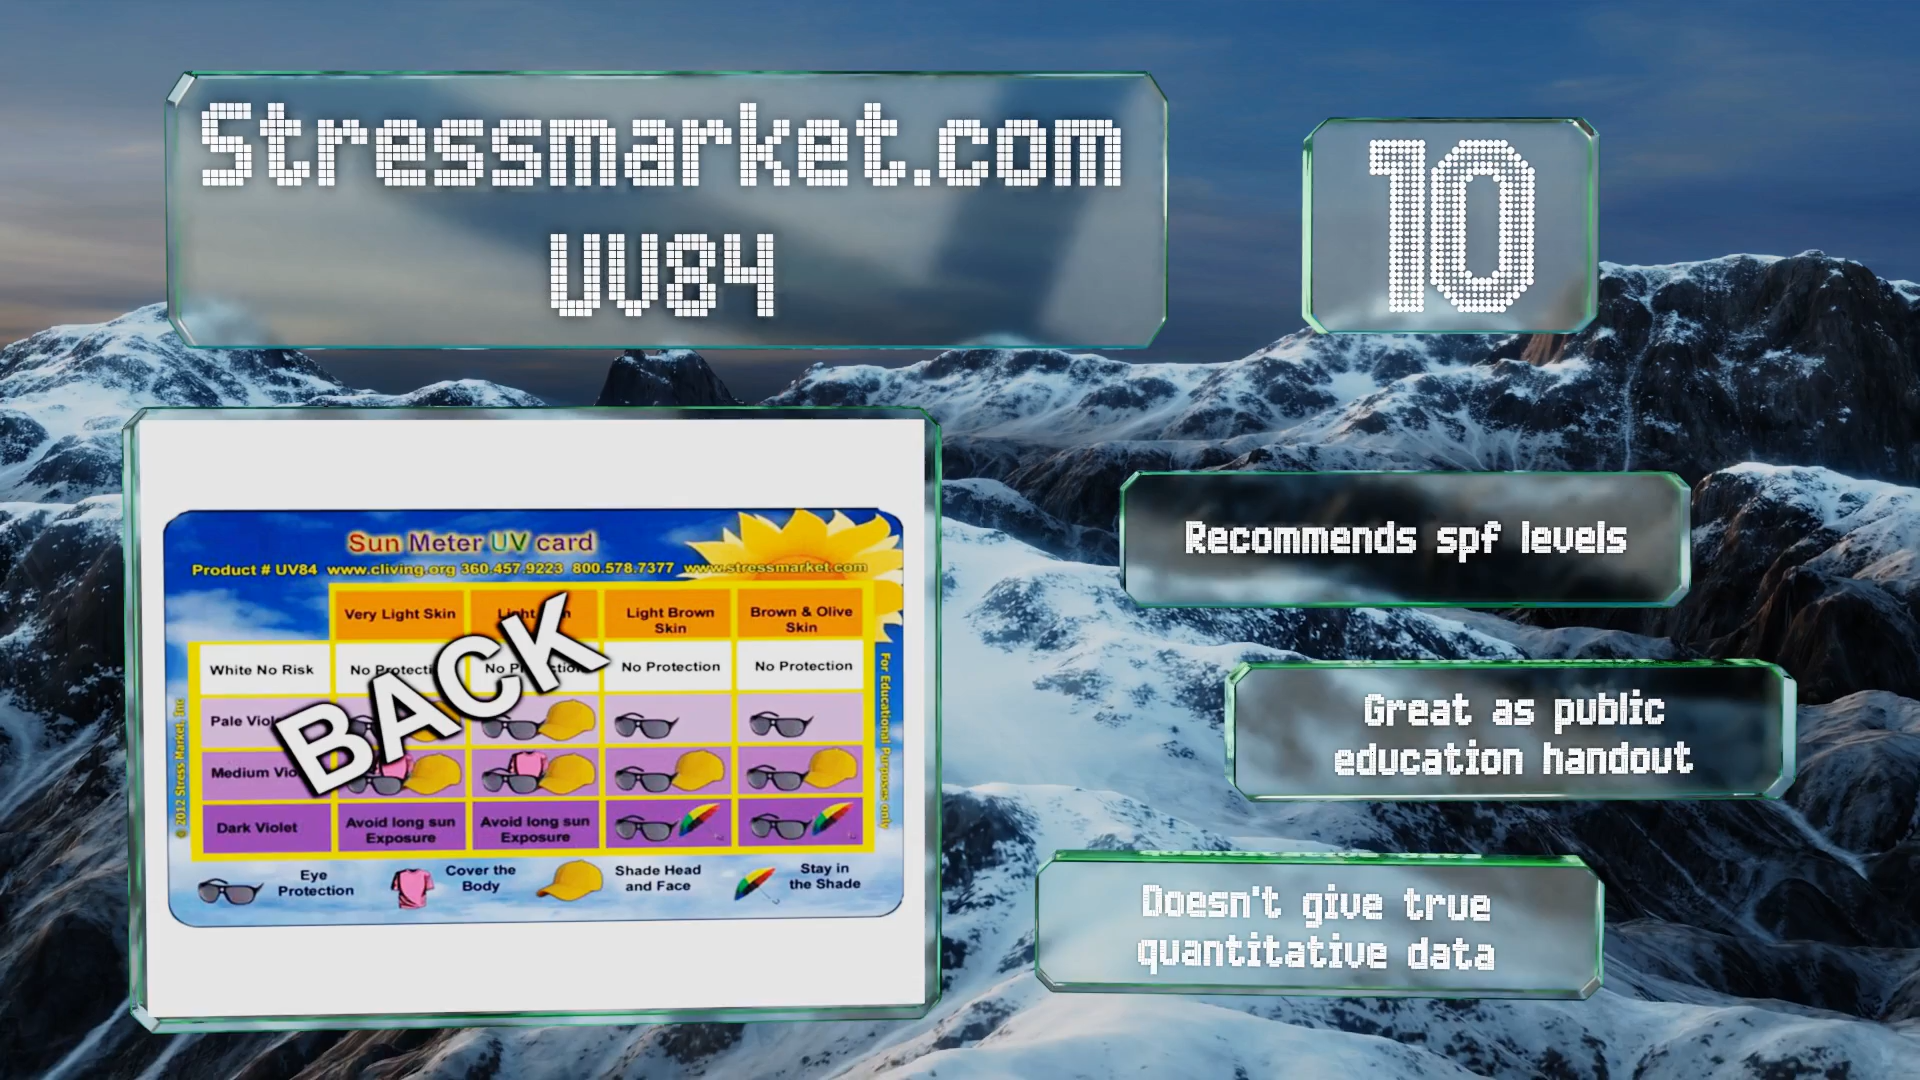 Stressmarket.com
UV84
10
Recommends spf levels
Great as public
education handout
Doesn't give true
quantitative data
Sun Meter UV card
Product # UV84 www.cliving.org 360.457.9223 800.578.7377 www.stressmarket.com
Very Light Skin
Light Brown
Skin
Brown & Olive
Skin
White No Risk
No
No
No Protection
No Protection
Pale
Medium
Dark Violet
Avoid long sun
Exposure
Avoid long sun
Exposure
BACK
Eye
Protection
Cover the
Body
Shade Head
and Face
Stay in
the Shade
© 2012 Stress Market, Inc
For Educational Purposes only